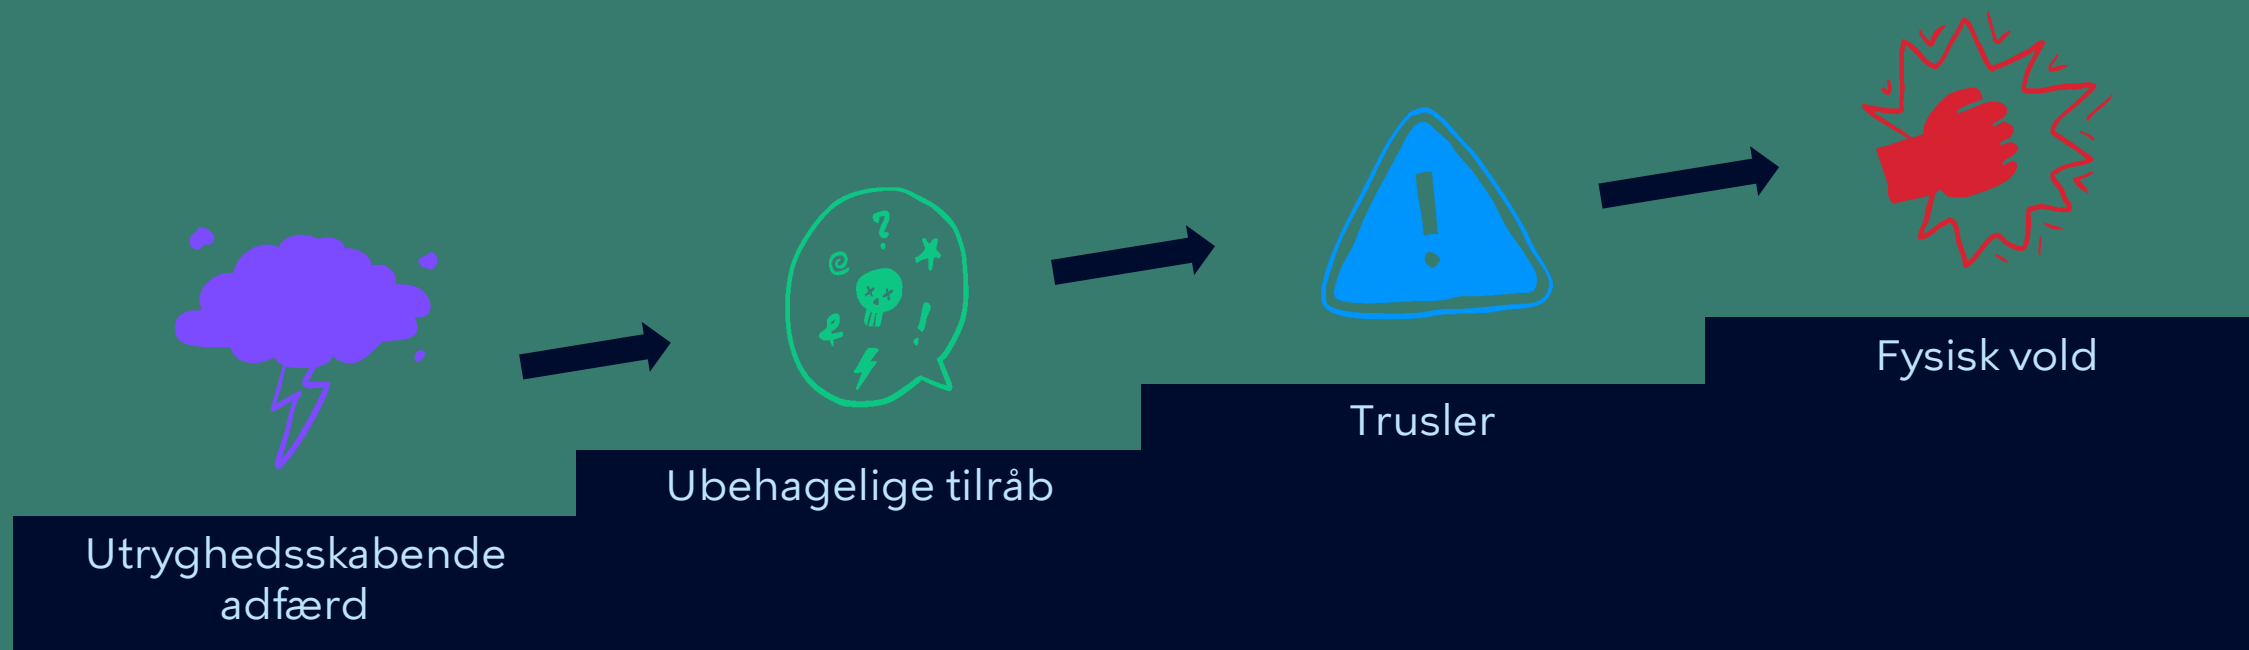 Utryghedsskabende
adfærd
Ubehagelige tilråb
Trusler
Fysisk vold